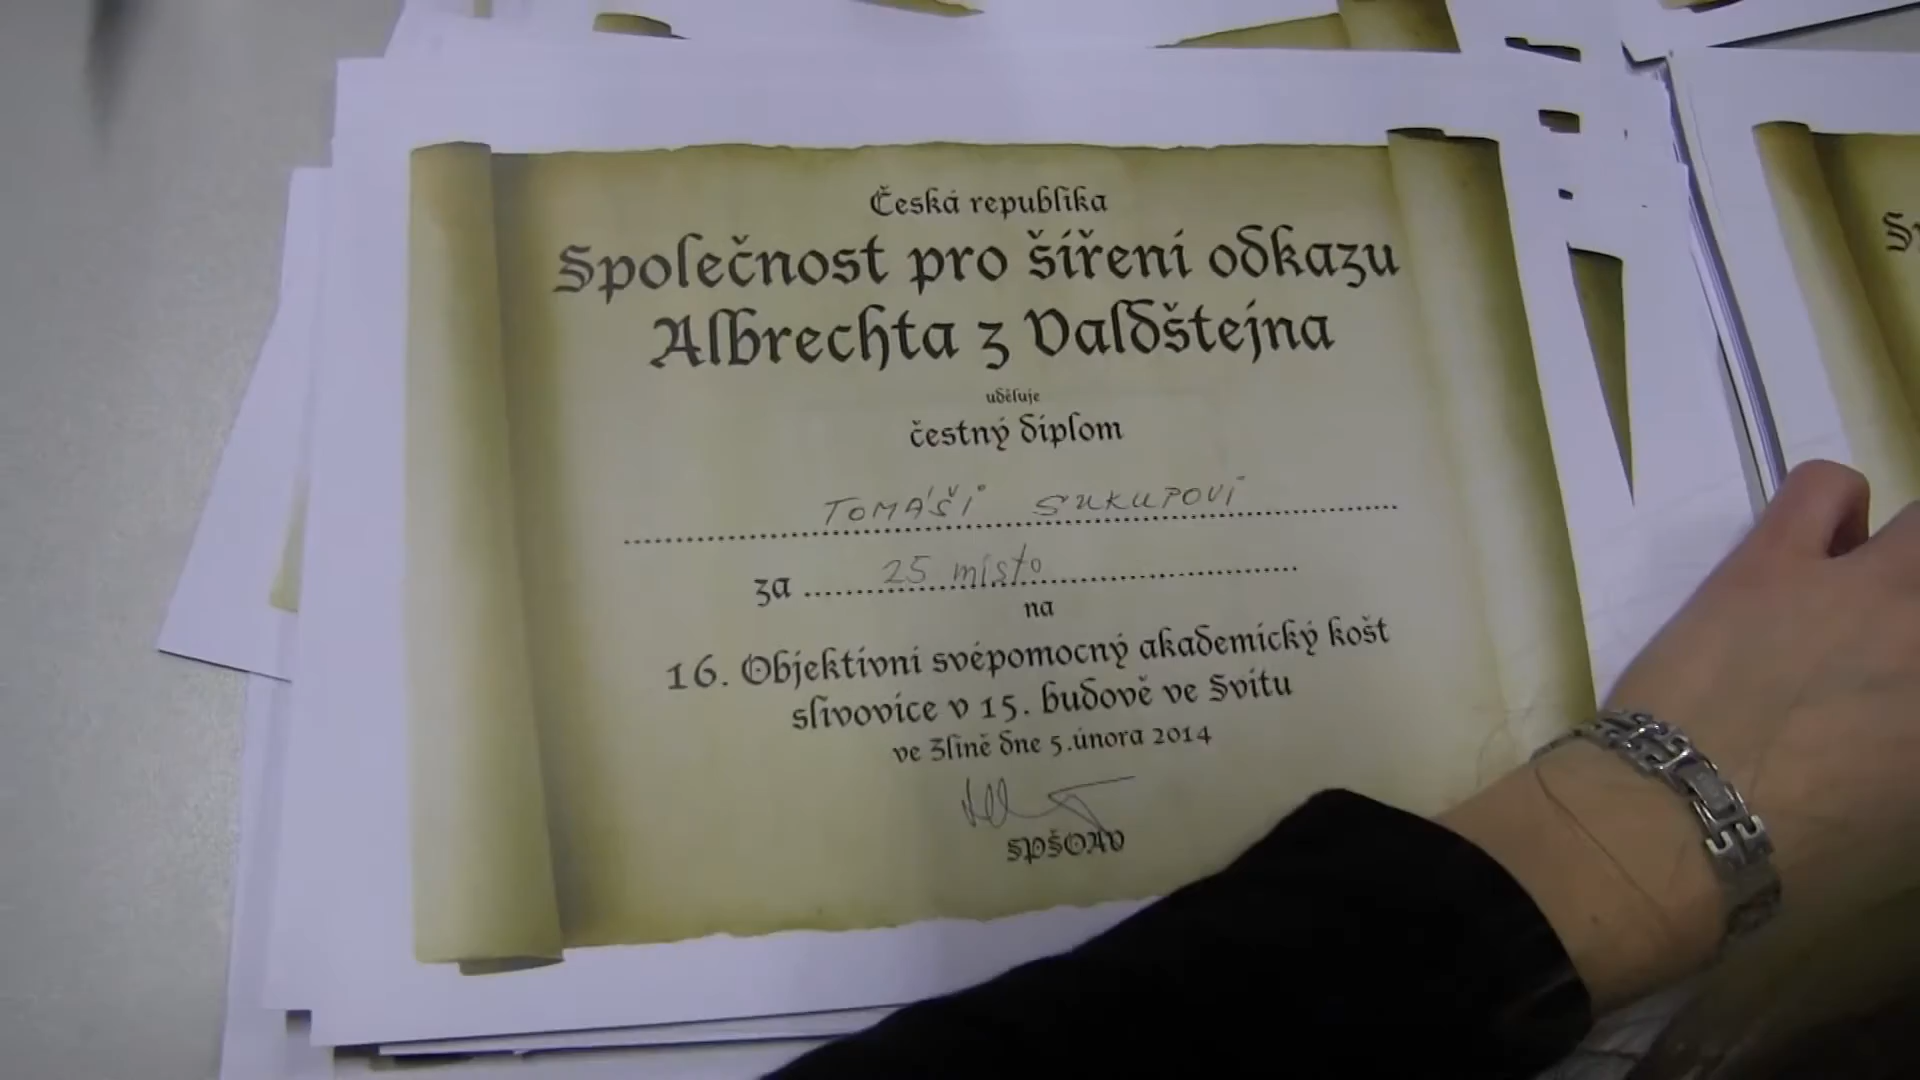 Česká republika
Společnost pro šíření odkazu
Albrechta z Valdštejna
uděluje
čestný diplom
TOMÁŠI SUKUPOVI
za 25 místo
na
16. Objektivní svépomocný akademický košt
slivovice v 15. budově ve Svitu
ve Zlíně dne 5.února 2014
SPŠOAV